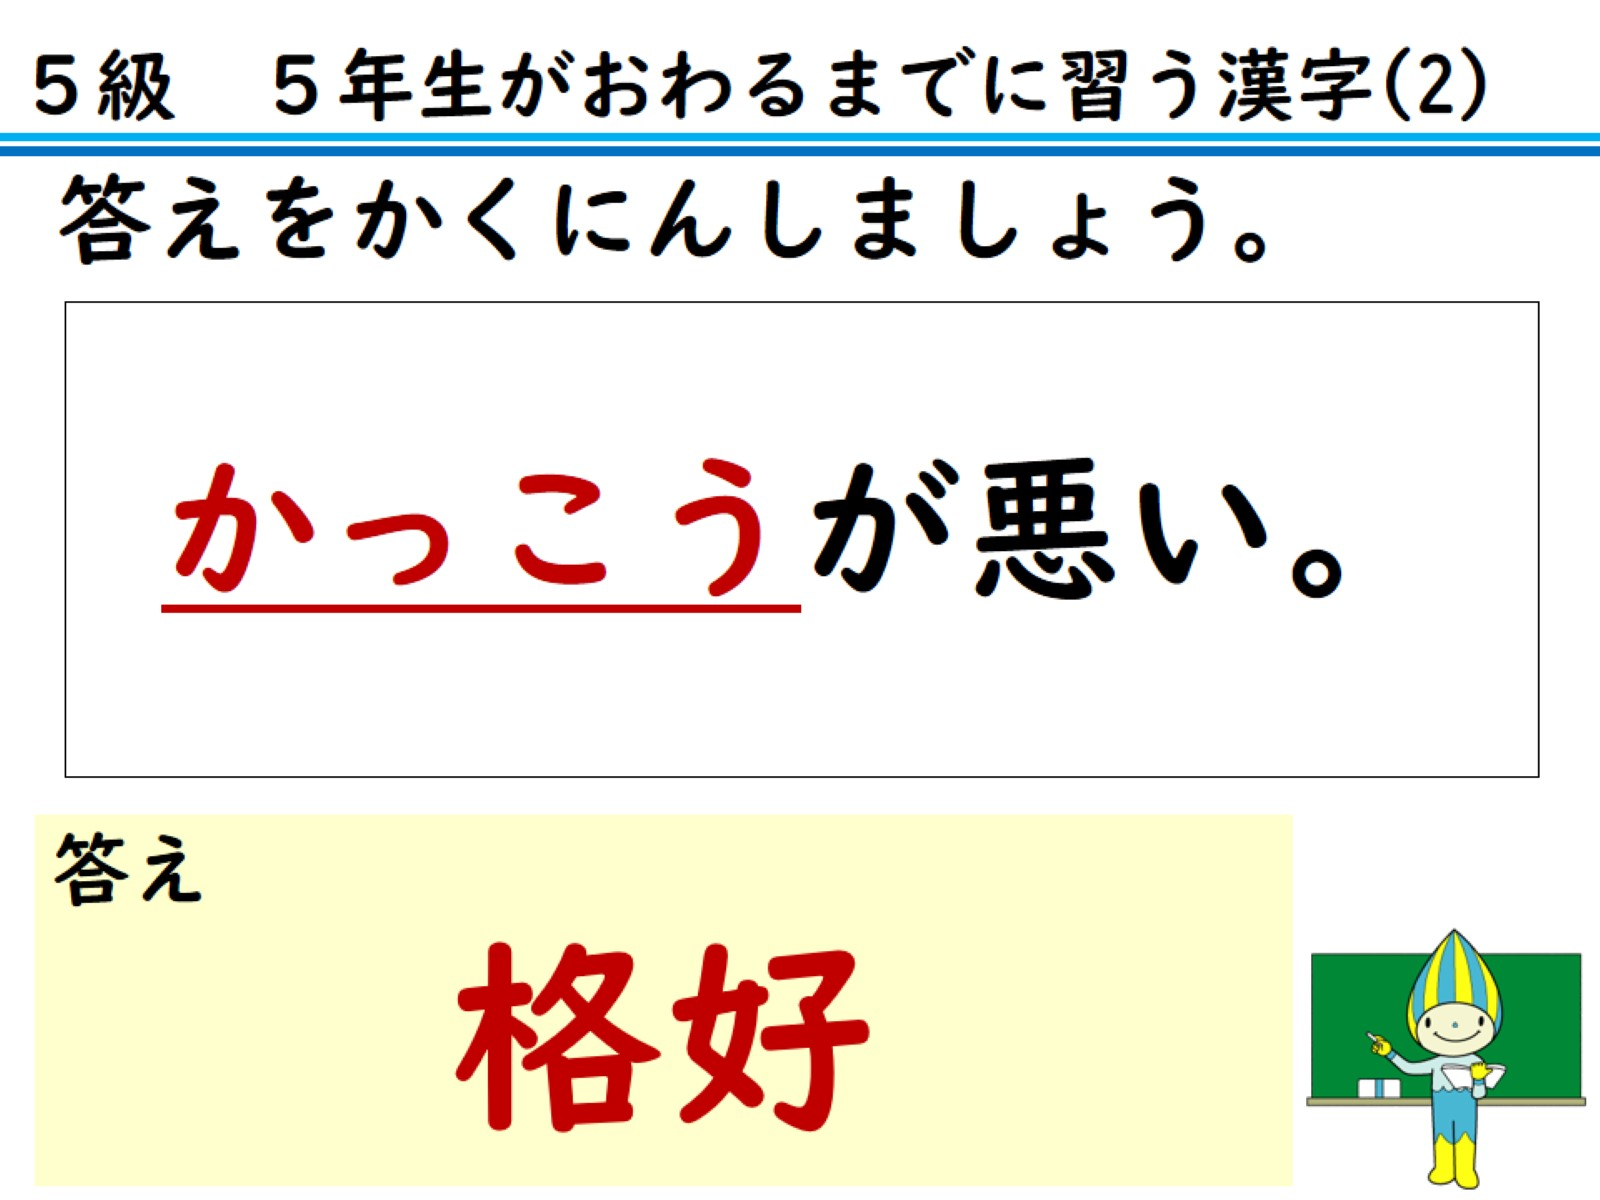 ５級　５年生がおわるまでに習う漢字(2)
答えをかくにんしましょう。
かっこうが悪い。
答え
格好